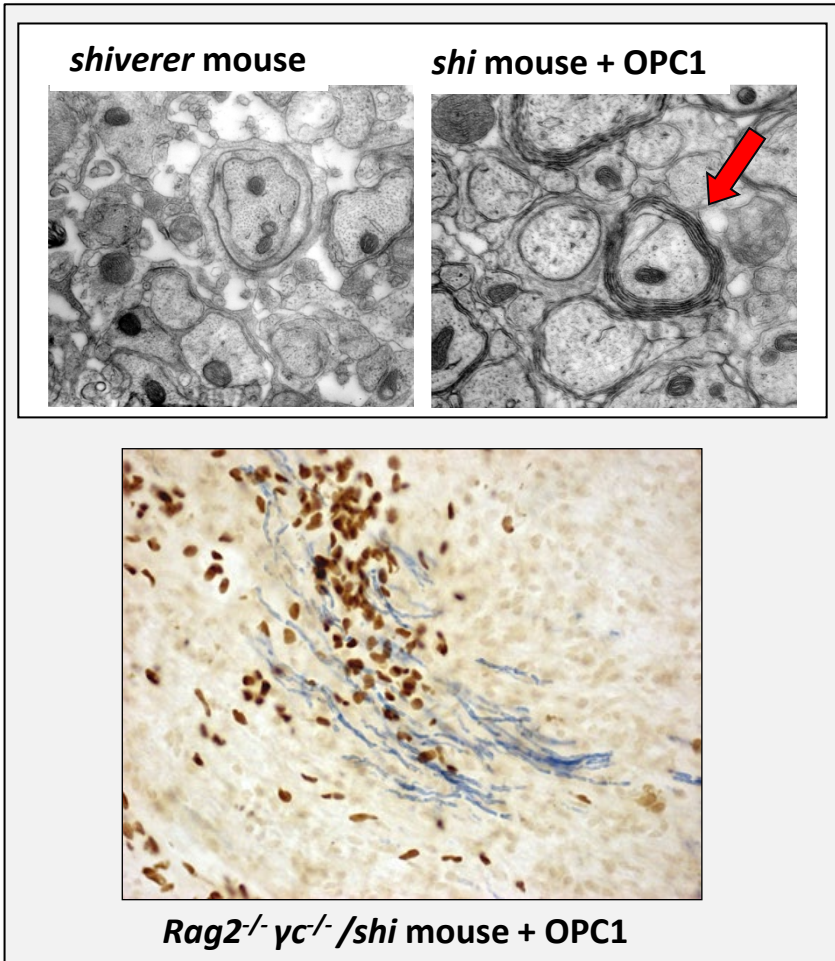 shiverer mouse
shi mouse + OPC1
Rag2-/- γc-/- /shi mouse + OPC1